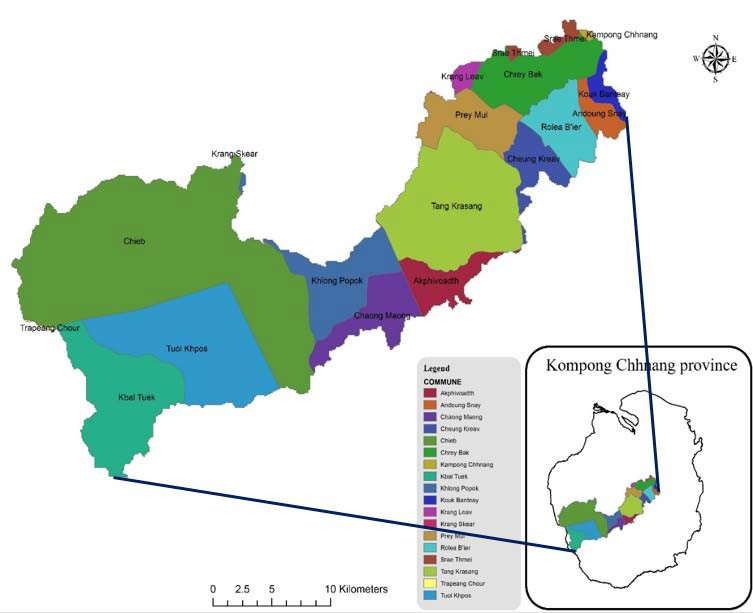 N
W E
S
Srae Thmei
Kampong Chhnang
Srae Thmei
Krang Leav
Chrey Bak
Kouk Banteay
Prey Mul
Andoung Snay
Rolea B'ier
Krang Skear
Cheung Kreav
Tang Krasang
Chieb
Khlong Popok
Akphivoadth
Chaong Maong
Trapeang Chour
Tuol Khpos
Kbal Tuek
Legend
COMMUNE
Akphivoadth
Andoung Snay
Chaong Maong
Cheung Kreav
Chieb
Chrey Bak
Kampong Chhnang
Kbal Tuek
Khlong Popok
Kouk Banteay
Krang Leav
Krang Skear
Prey Mul
Rolea B'ier
Srae Thmei
Tang Krasang
Trapeang Chour
Tuol Khpos
Kompong Chhnang province
0 2.5 5 10 Kilometers